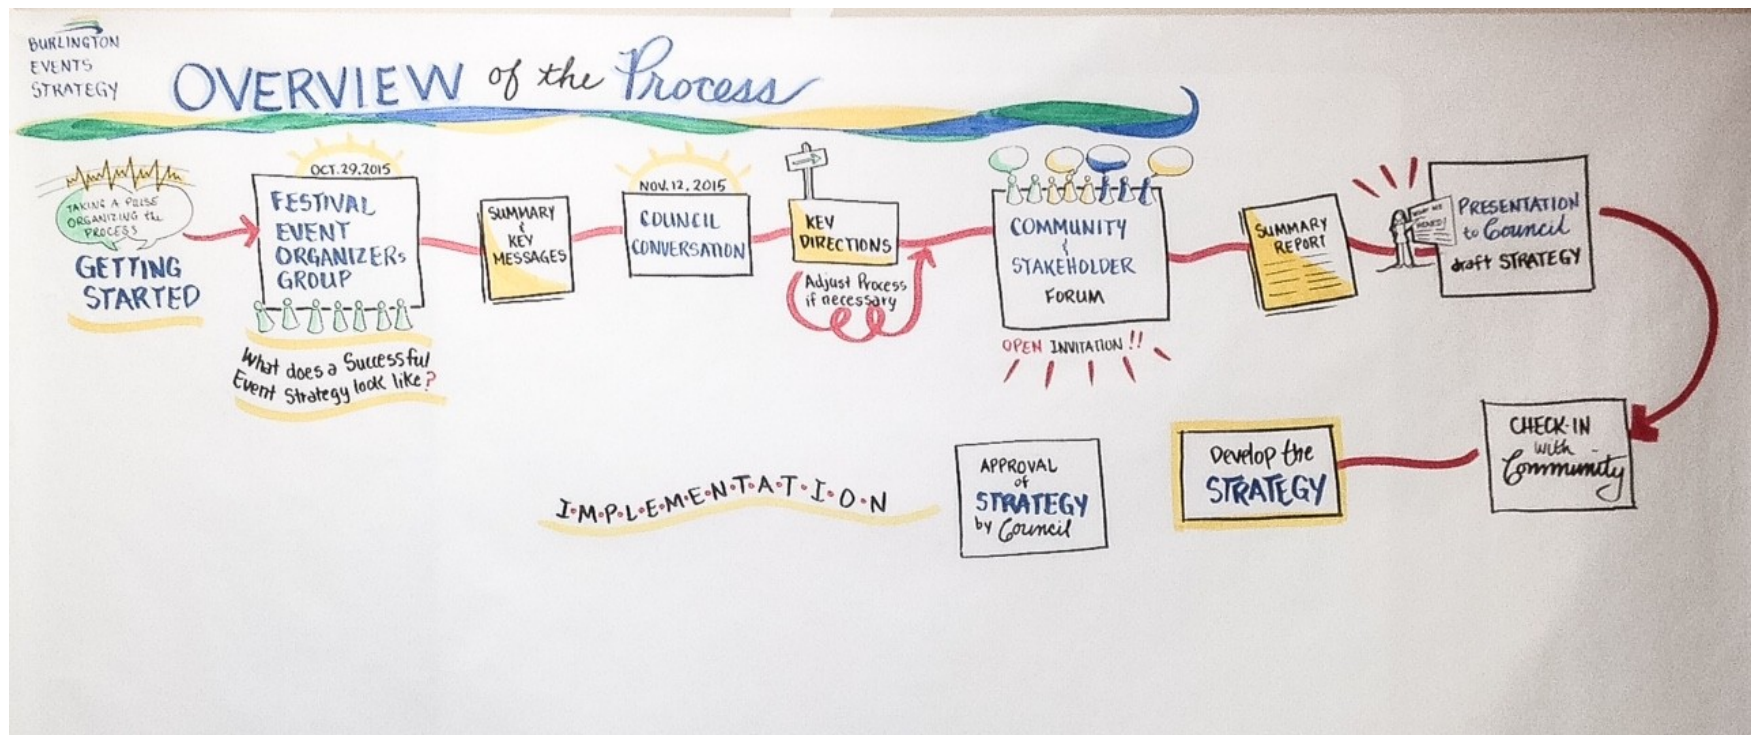 BURLINGTON
EVENTS
STRATEGY
OVERVIEW of the Process
TAKING A PULSE
ORGANIZING the
PROCESS
GETTING
STARTED
OCT. 29. 2015
FESTIVAL
EVENT
ORGANIZERs
GROUP
What does a Successful
Event Strategy look like?
SUMMARY
&
KEY
MESSAGES
NOV. 12, 2015
COUNCIL
CONVERSATION
KEY
DIRECTIONS
Adjust Process
if necessary
COMMUNITY
&
STAKEHOLDER
FORUM
OPEN INVITATION!!
SUMMARY
REPORT
WHAT WE
HEARD!
PRESENTATION
to Council
draft STRATEGY
CHECK-IN
with
Community
Develop the
STRATEGY
APPROVAL
of
STRATEGY
by Council
I·M·P·L·E·M·E·N·T·A·T·I·O·N